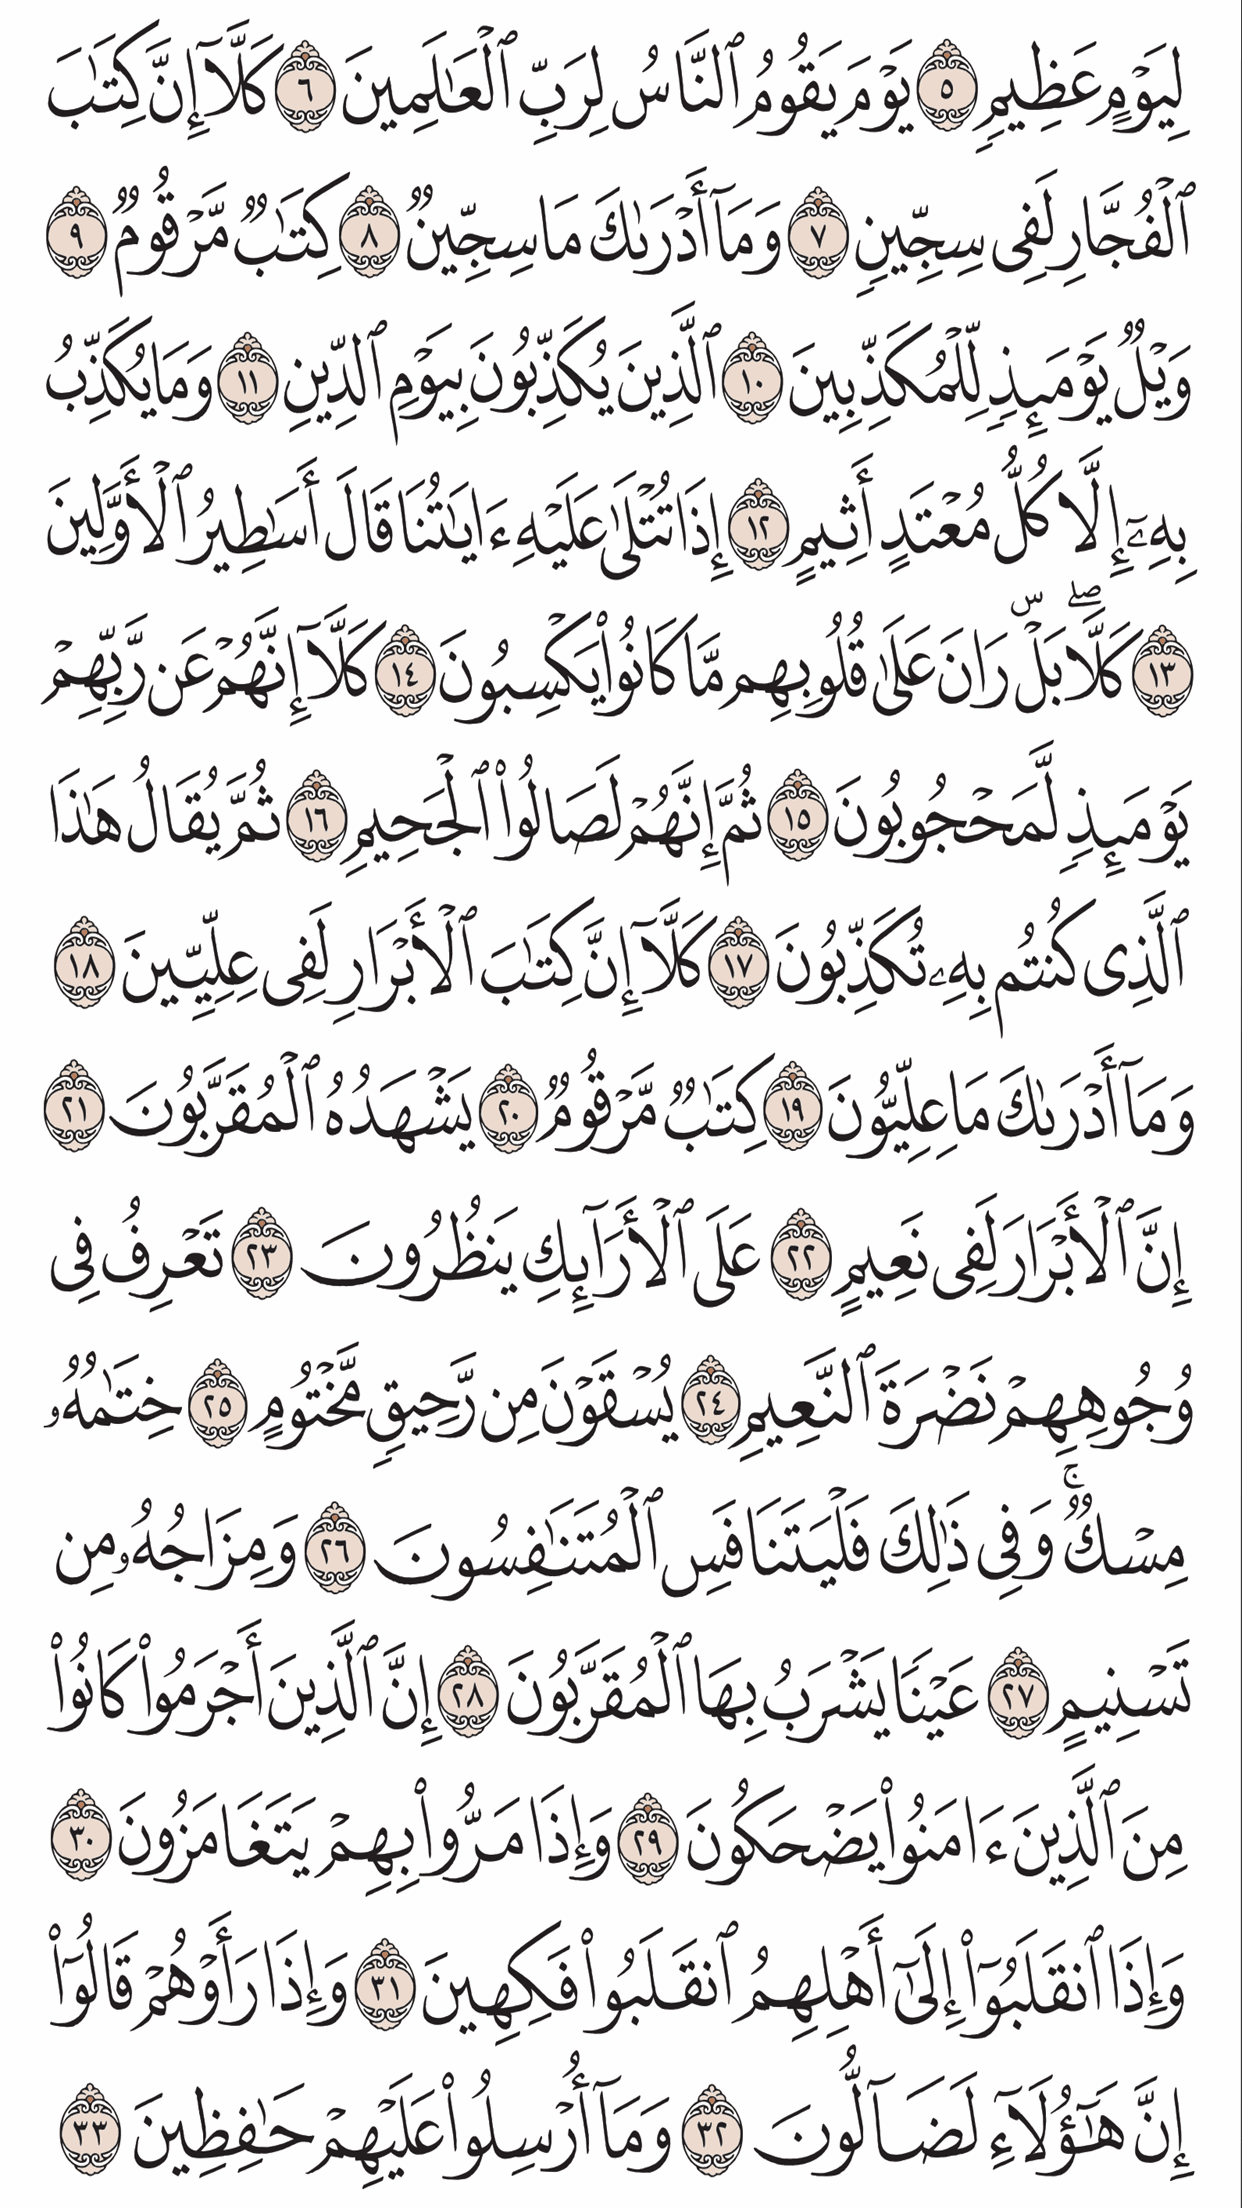 لِيَوْمٍ عَظِيمٍ ٥ يَوْمَ يَقُومُ ٱلنَّاسُ لِرَبِّ ٱلْعَٰلَمِينَ ٦ كَلَّآ إِنَّ كِتَٰبَ
ٱلْفُجَّارِ لَفِى سِجِّينٍ ٧ وَمَآ أَدْرَىٰكَ مَا سِجِّينٌ ٨ كِتَٰبٌ مَّرْقُومٌ ٩
وَيْلٌ يَوْمَئِذٍ لِّلْمُكَذِّبِينَ ١٠ ٱلَّذِينَ يُكَذِّبُونَ بِيَوْمِ ٱلدِّينِ ١١ وَمَا يُكَذِّبُ
بِهِۦٓ إِلَّا كُلُّ مُعْتَدٍ أَثِيمٍ ١٢ إِذَا تُتْلَىٰ عَلَيْهِ ءَايَٰتُنَا قَالَ أَسَٰطِيرُ ٱلْأَوَّلِينَ
١٣ كَلَّا ۖ بَلْ ۜ رَانَ عَلَىٰ قُلُوبِهِم مَّا كَانُوا۟ يَكْسِبُونَ ١٤ كَلَّآ إِنَّهُمْ عَن رَّبِّهِمْ
يَوْمَئِذٍ لَّمَحْجُوبُونَ ١٥ ثُمَّ إِنَّهُمْ لَصَالُوا۟ ٱلْجَحِيمِ ١٦ ثُمَّ يُقَالُ هَٰذَا
ٱلَّذِى كُنتُم بِهِۦ تُكَذِّبُونَ ١٧ كَلَّآ إِنَّ كِتَٰبَ ٱلْأَبْرَارِ لَفِى عِلِّيِّينَ ١٨
وَمَآ أَدْرَىٰكَ مَا عِلِّيُّونَ ١٩ كِتَٰبٌ مَّرْقُومٌ ٢٠ يَشْهَدُهُ ٱلْمُقَرَّبُونَ ٢١
إِنَّ ٱلْأَبْرَارَ لَفِى نَعِيمٍ ٢٢ عَلَى ٱلْأَرَآئِكِ يَنظُرُونَ ٢٣ تَعْرِفُ فِى
وُجُوهِهِمْ نَضْرَةَ ٱلنَّعِيمِ ٢٤ يُسْقَوْنَ مِن رَّحِيقٍ مَّخْتُومٍ ٢٥ خِتَٰمُهُۥ
مِسْكٌ ۚ وَفِى ذَٰلِكَ فَلْيَتَنَافَسِ ٱلْمُتَنَٰفِسُونَ ٢٦ وَمِزَاجُهُۥ مِن
تَسْنِيمٍ ٢٧ عَيْنًا يَشْرَبُ بِهَا ٱلْمُقَرَّبُونَ ٢٨ إِنَّ ٱلَّذِينَ أَجْرَمُوا۟ كَانُوا۟
مِنَ ٱلَّذِينَ ءَامَنُوا۟ يَضْحَكُونَ ٢٩ وَإِذَا مَرُّوا۟ بِهِمْ يَتَغَامَزُونَ ٣٠
وَإِذَا ٱنقَلَبُوٓا۟ إِلَىٰٓ أَهْلِهِمُ ٱنقَلَبُوا۟ فَكِهِينَ ٣١ وَإِذَا رَأَوْهُمْ قَالُوٓا۟
إِنَّ هَٰٓؤُلَآءِ لَضَآلُّونَ ٣٢ وَمَآ أُرْسِلُوا۟ عَلَيْهِمْ حَٰفِظِينَ ٣٣